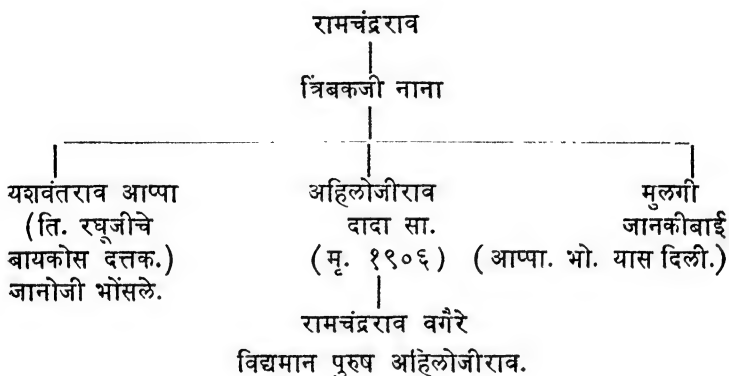 रामचंद्रराव
त्रिंबकजी नाना
यशवंतराव आप्पा अहिलोजीराव मुलगी
(ति. रघूजीचे दादा सा. जानकीबाई
बायकोस दत्तक.) (मृ. १९०६) (आप्पा. भो. यास दिली.)
जानोजी भोंसले.
रामचंद्रराव वगैरे
विद्यमान पुरुष अहिलोजीराव.